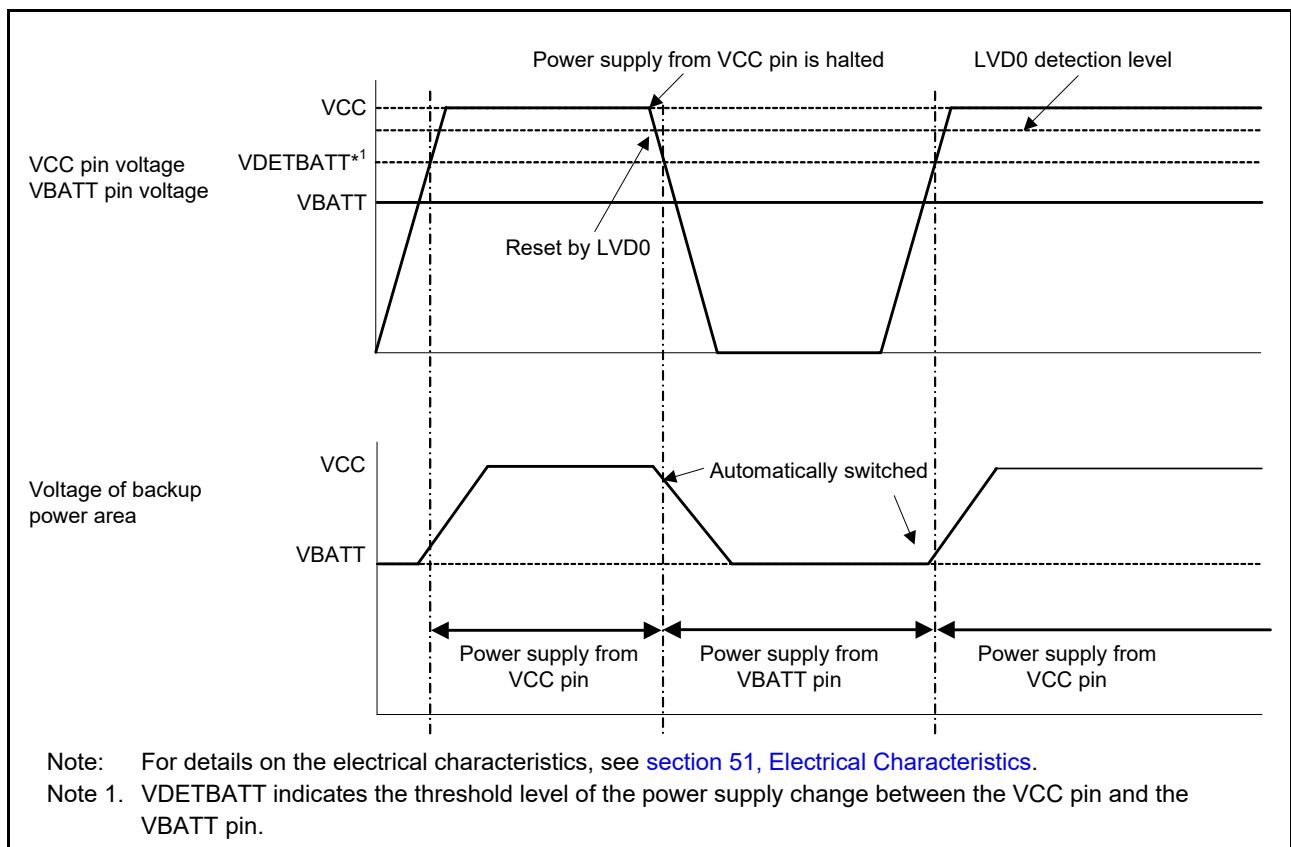 Power supply from VCC pin is halted
LVD0 detection level
VCC
VDETBATT*1
VCC pin voltage
VBATT pin voltage
VBATT
Reset by LVD0
VCC
Automatically switched
Voltage of backup
power area
VBATT
Power supply from
VCC pin
Power supply from
VBATT pin
Power supply from
VCC pin
Note: For details on the electrical characteristics, see section 51, Electrical Characteristics.
Note 1. VDETBATT indicates the threshold level of the power supply change between the VCC pin and the
VBATT pin.